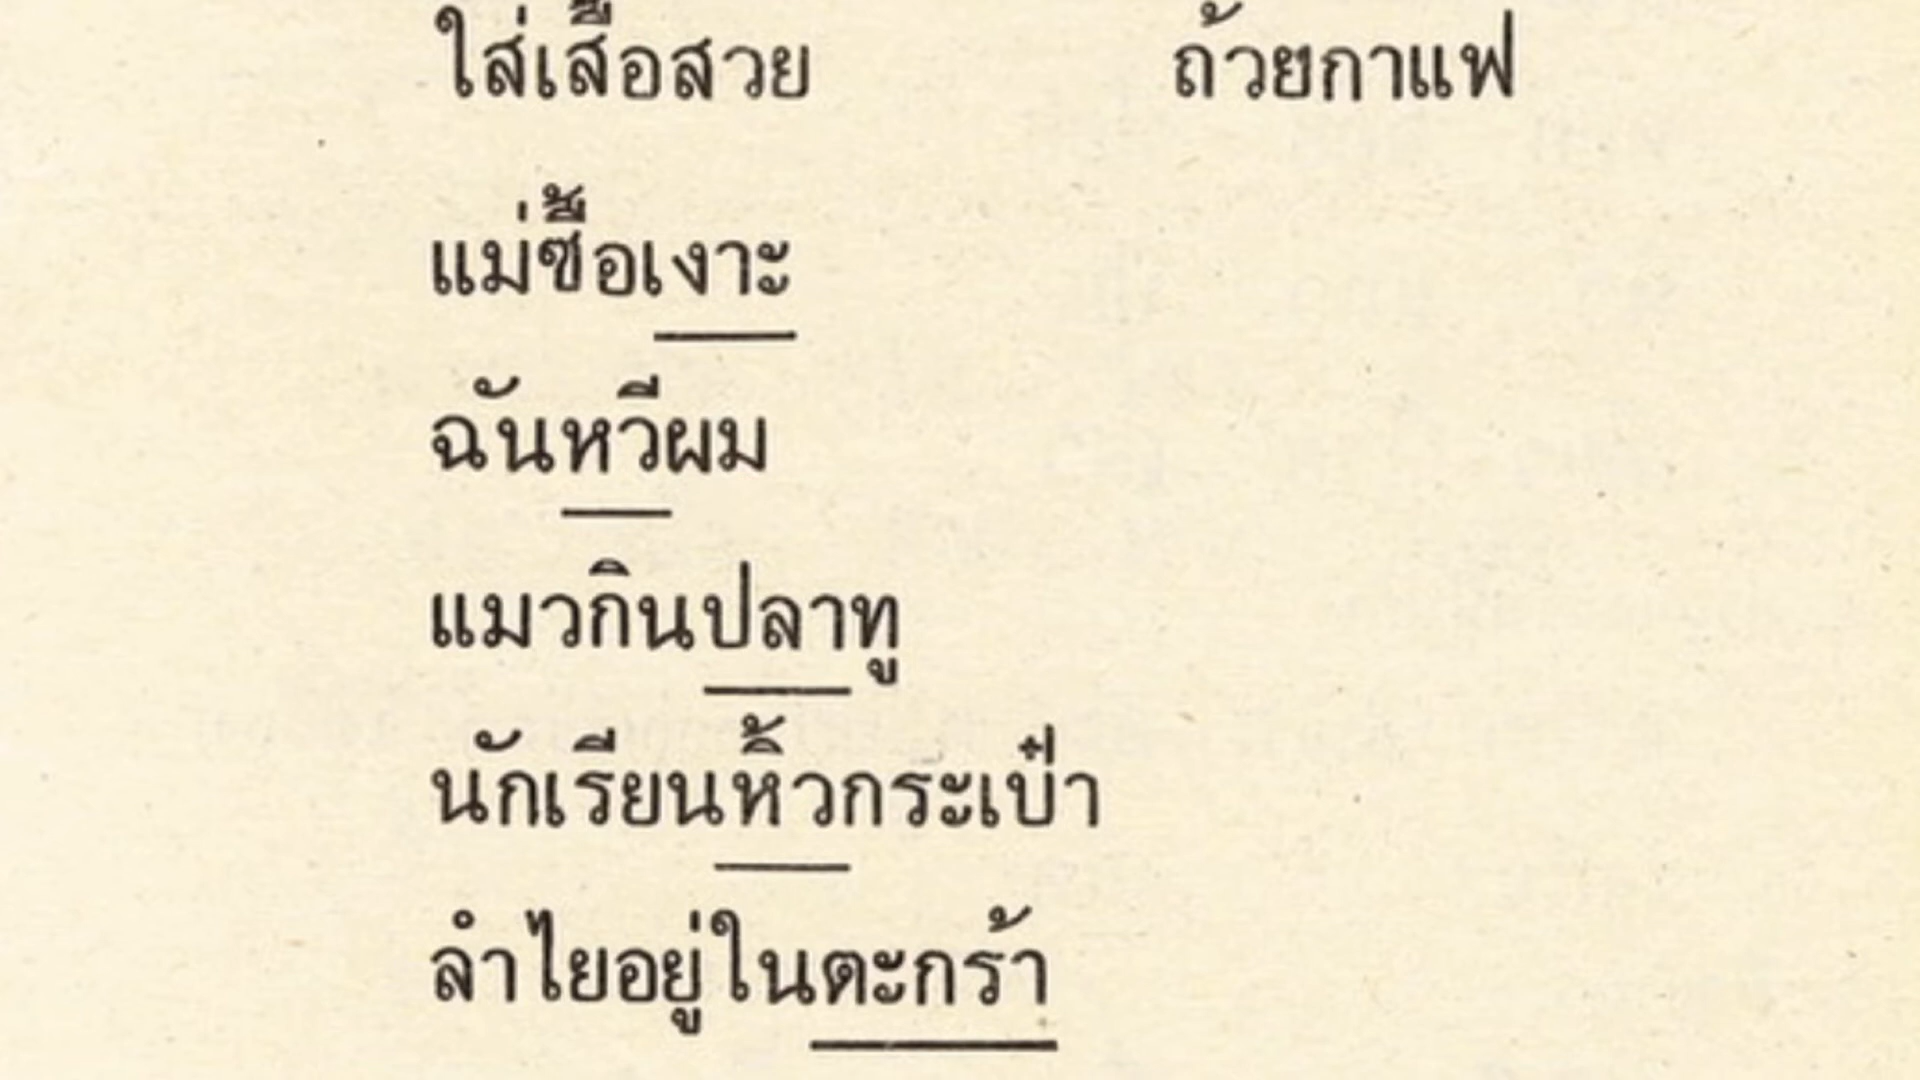 ใส่เสื้อสวย ถ้วยกาแฟ
แม่ซื้อเงาะ
ฉันหวีผม
แมวกินปลาทู
นักเรียนหิ้วกระเป๋า
ลำไยอยู่ในตะกร้า